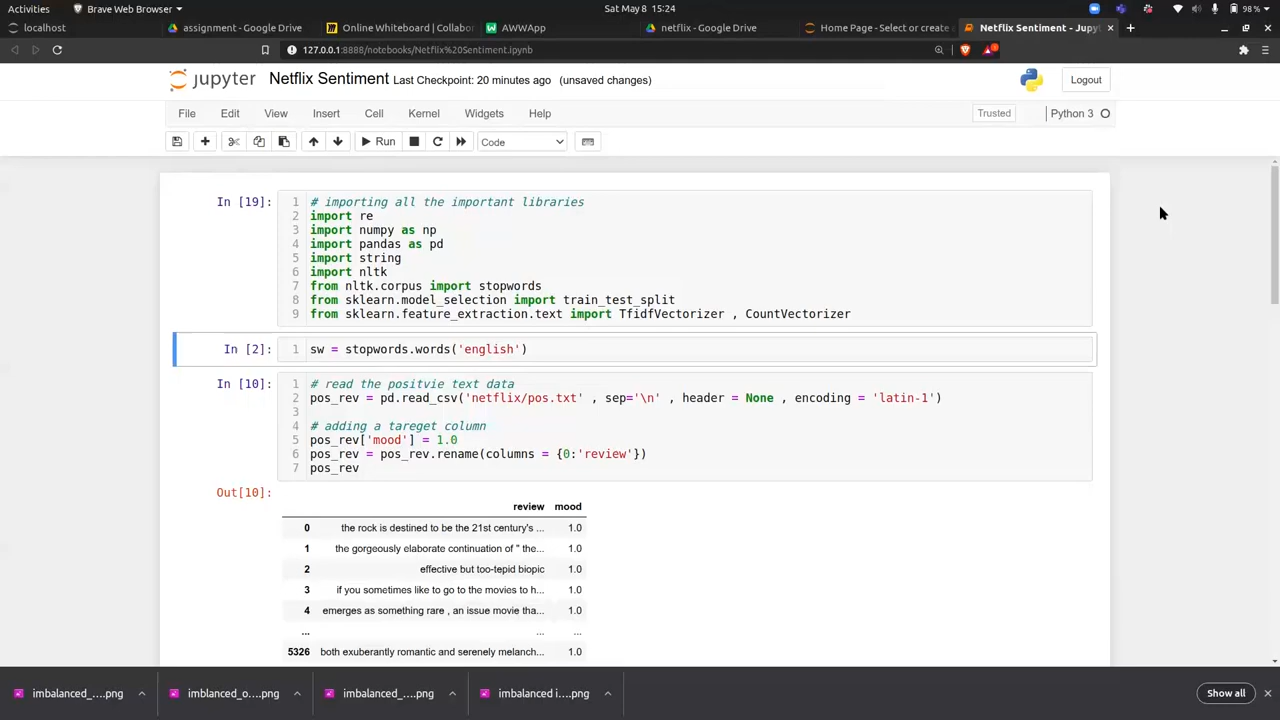 Activities
Brave Web Browser
Sat May 8 15:24
98%
localhost
assignment - Google Drive
Online Whiteboard | Collabor
AWWApp
netflix - Google Drive
Home Page - Select or create
Netflix Sentiment - Jupyt
127.0.0.1:8888/notebooks/Netflix%20Sentiment.ipynb
jupyter Netflix Sentiment Last Checkpoint: 20 minutes ago (unsaved changes)
Logout
File Edit View Insert Cell Kernel Widgets Help
Trusted
Python 3
Run
Code
In [19]:
1 # importing all the important libraries
2 import re
3 import numpy as np
4 import pandas as pd
5 import string
6 import nltk
7 from nltk.corpus import stopwords
8 from sklearn.model_selection import train_test_split
9 from sklearn.feature_extraction.text import TfidfVectorizer , CountVectorizer
In [2]:
1 sw = stopwords.words('english')
In [10]:
1 # read the positvie text data
2 pos_rev = pd.read_csv('netflix/pos.txt' , sep='\n' , header = None , encoding = 'latin-1')
3
4 # adding a tareget column
5 pos_rev['mood'] = 1.0
6 pos_rev = pos_rev.rename(columns = {0:'review'})
7 pos_rev
Out[10]:
review mood
0 the rock is destined to be the 21st century's ... 1.0
1 the gorgeously elaborate continuation of " the... 1.0
2 effective but too-tepid biopic 1.0
3 if you sometimes like to go to the movies to h... 1.0
4 emerges as something rare , an issue movie tha... 1.0
... ... ...
5326 both exuberantly romantic and serenely melanch... 1.0
imbalanced_....png
imblanced_o....png
imbalanced_....png
imbalanced i....png
Show all